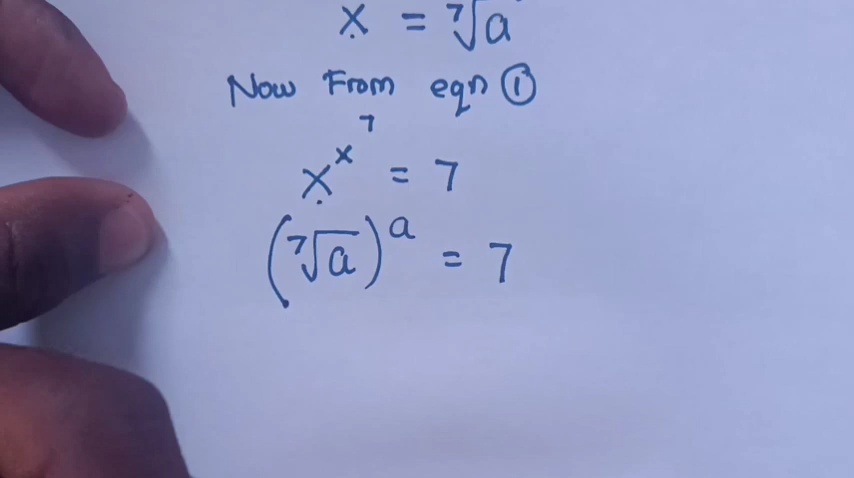 x = ⁷√a
Now From eqn ①
x^x^7 = 7
(⁷√a)^a = 7